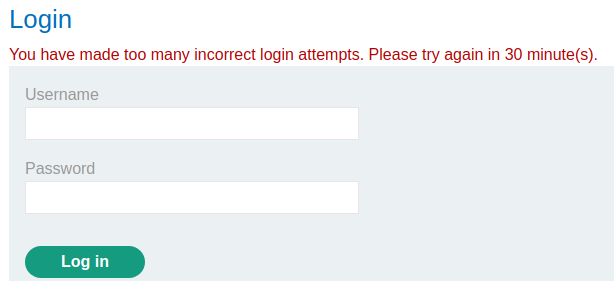 Login
You have made too many incorrect login attempts. Please try again in 30 minute(s).
Username
Password
Log in